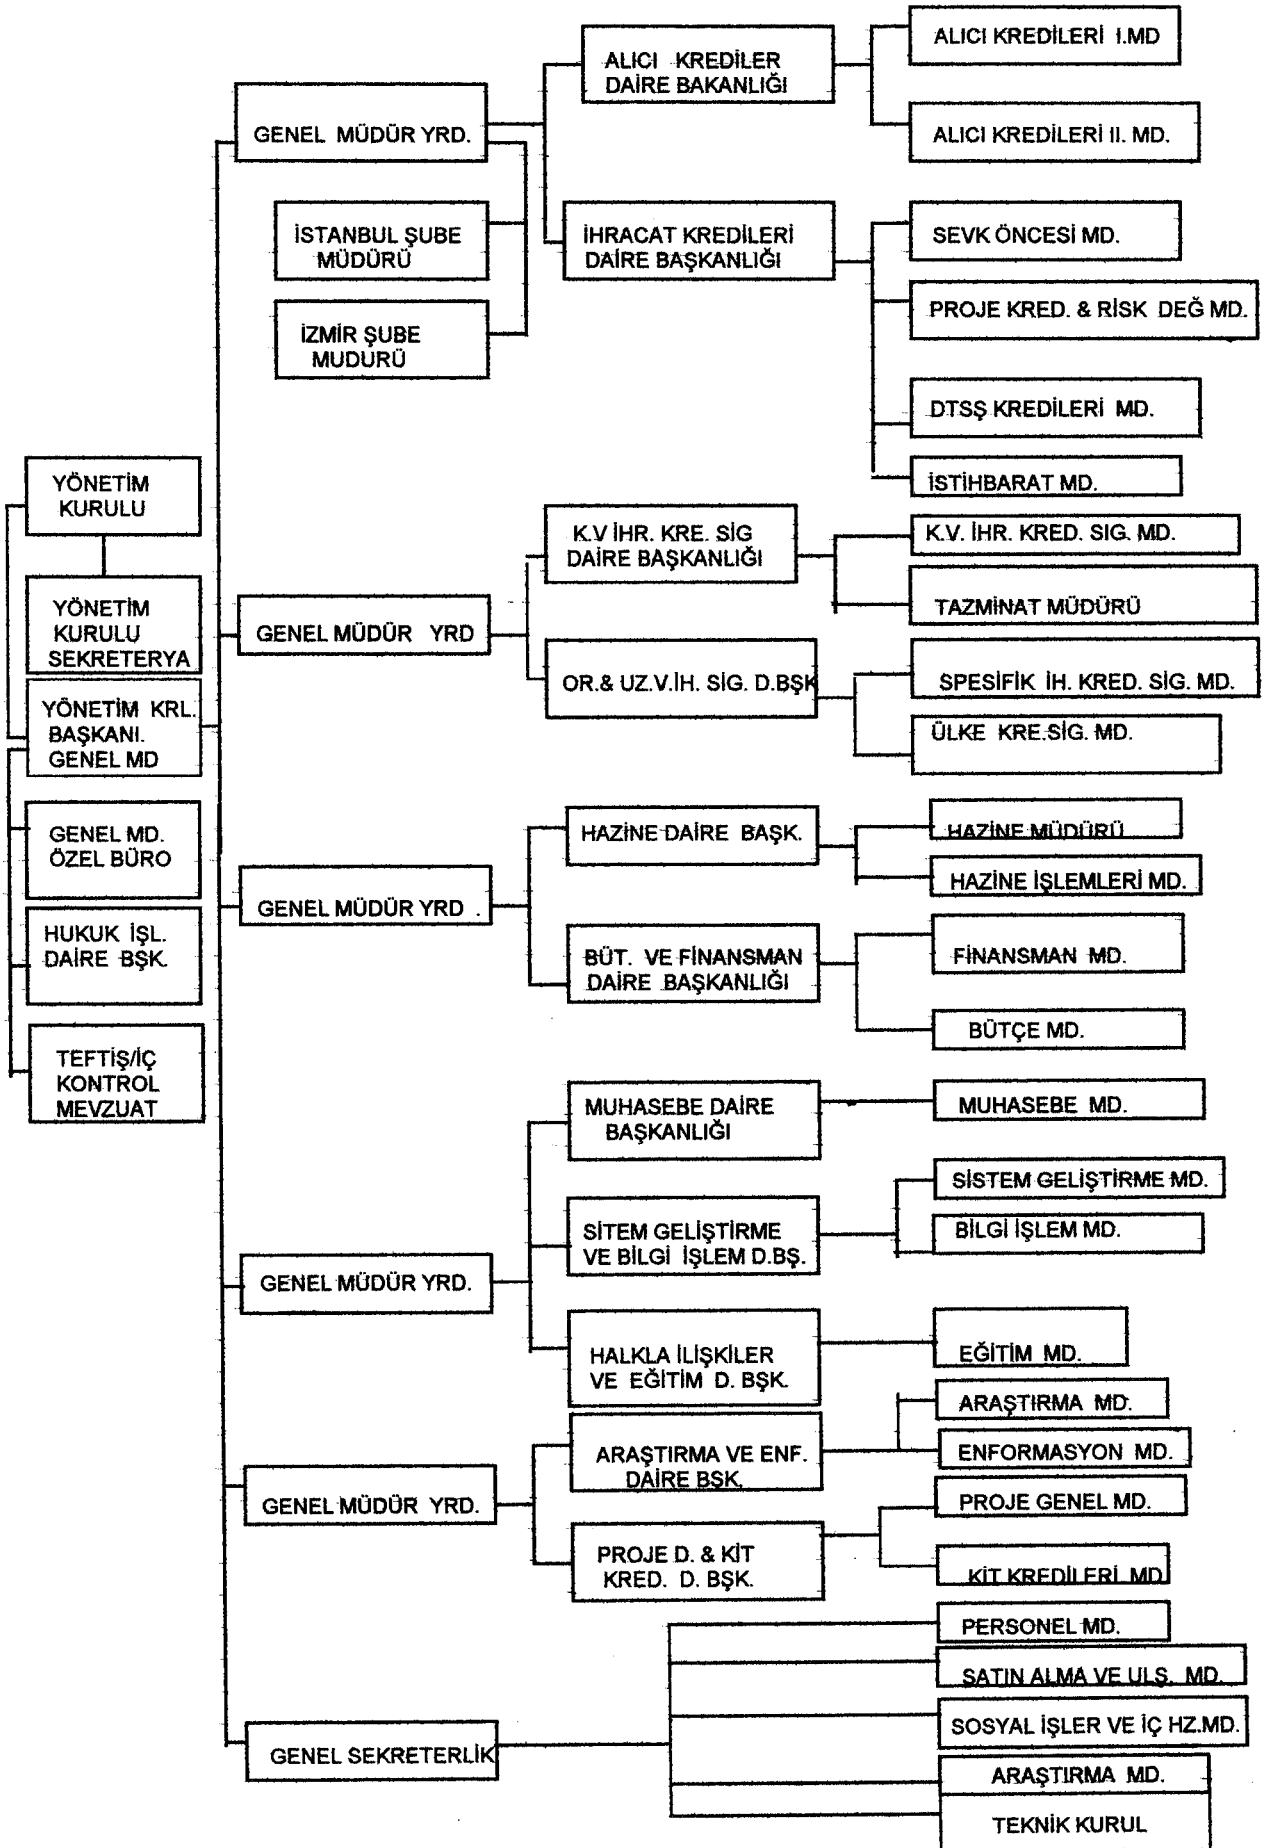 ALICI KREDİLER
DAİRE BAKANLIĞI
ALICI KREDİLERİ I.MD
ALICI KREDİLERİ II. MD.
GENEL MÜDÜR YRD.
İSTANBUL ŞUBE
MÜDÜRÜ
İZMİR ŞUBE
MUDURÜ
İHRACAT KREDİLERİ
DAİRE BAŞKANLIĞI
SEVK ÖNCESİ MD.
PROJE KRED. & RİSK DEĞ MD.
DTSŞ KREDİLERİ MD.
İSTİHBARAT MD.
YÖNETİM
KURULU
YÖNETİM
KURULU
SEKRETERYA
YÖNETİM KRL.
BAŞKANI.
GENEL MD
GENEL MD.
ÖZEL BÜRO
HUKUK İŞL.
DAİRE BŞK.
TEFTİŞ/İÇ
KONTROL
MEVZUAT
GENEL MÜDÜR YRD
K.V İHR. KRE. SİG
DAİRE BAŞKANLIĞI
K.V. İHR. KRED. SIG. MD.
TAZMİNAT MÜDÜRÜ
OR.& UZ.V.İH. SİG. D.BŞK
SPESİFİK İH. KRED. SİG. MD.
ÜLKE KRE.SİG. MD.
GENEL MÜDÜR YRD .
HAZİNE DAİRE BAŞK.
HAZİNE MÜDÜRÜ
HAZİNE İŞLEMLERİ MD.
BÜT. VE FİNANSMAN
DAİRE BAŞKANLIĞI
FİNANSMAN MD.
BÜTÇE MD.
GENEL MÜDÜR YRD.
MUHASEBE DAİRE
BAŞKANLIĞI
MUHASEBE MD.
SİTEM GELİŞTİRME
VE BİLGİ İŞLEM D.BŞ.
SİSTEM GELİŞTİRME MD.
BİLGİ İŞLEM MD.
HALKLA İLİŞKİLER
VE EĞİTİM D. BŞK.
EĞİTİM MD.
GENEL MÜDÜR YRD.
ARAŞTIRMA VE ENF.
DAİRE BŞK.
ARAŞTIRMA MD.
ENFORMASYON MD.
PROJE D. & KİT
KRED. D. BŞK.
PROJE GENEL MD.
KİT KREDİLERİ MD
GENEL SEKRETERLİK
PERSONEL MD.
SATIN ALMA VE ULŞ. MD.
SOSYAL İŞLER VE İÇ HZ.MD.
ARAŞTIRMA MD.
TEKNİK KURUL